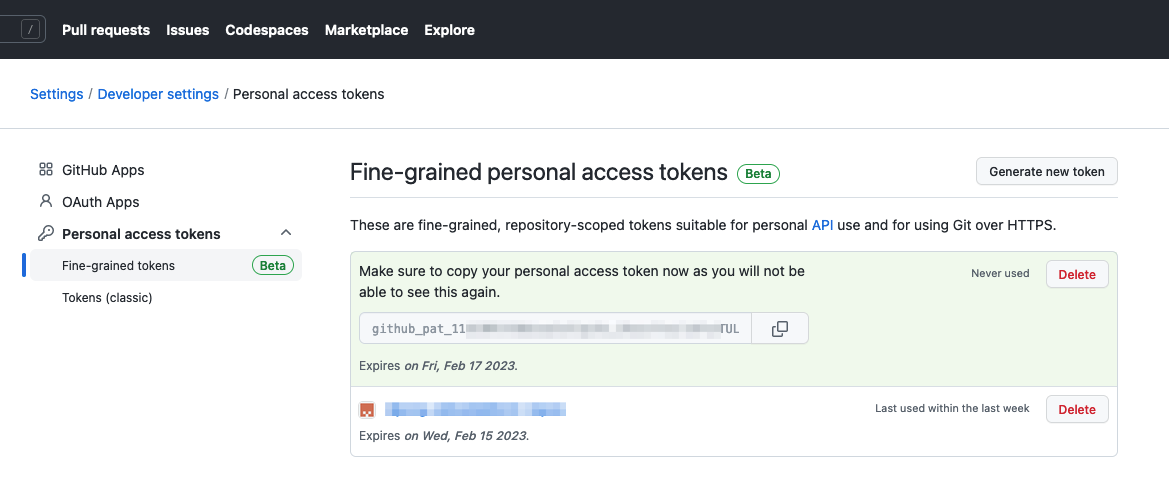 / Pull requests Issues Codespaces Marketplace Explore
Settings / Developer settings / Personal access tokens
GitHub Apps
OAuth Apps
Personal access tokens
Fine-grained tokens Beta
Tokens (classic)
Fine-grained personal access tokens Beta Generate new token
These are fine-grained, repository-scoped tokens suitable for personal API use and for using Git over HTTPS.
Make sure to copy your personal access token now as you will not be
able to see this again.
Never used Delete
github_pat_11 TUL
Expires on Fri, Feb 17 2023.
Last used within the last week Delete
Expires on Wed, Feb 15 2023.